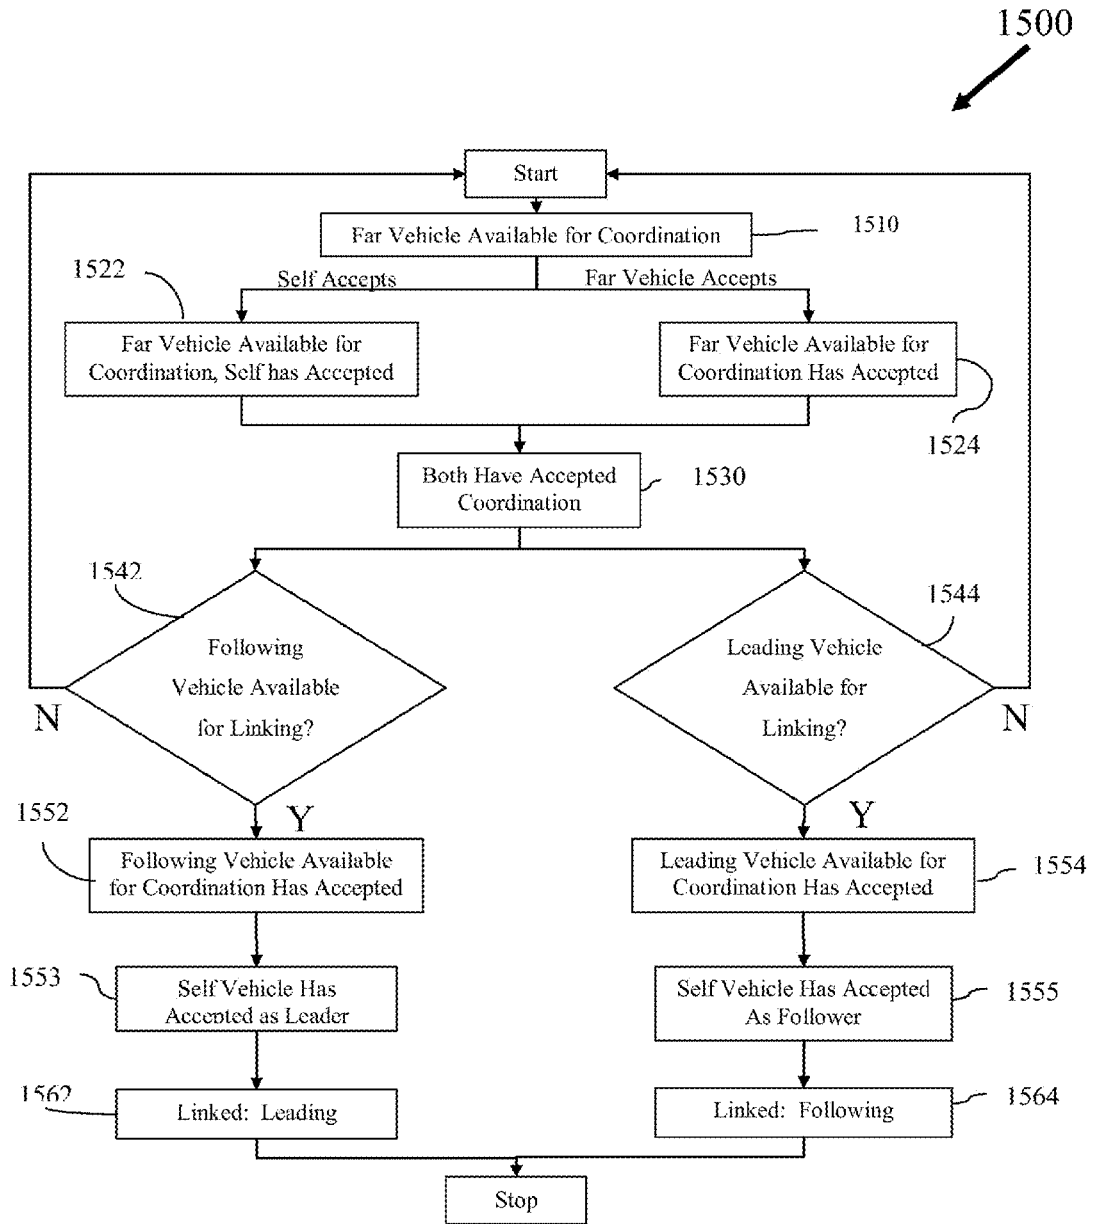 1500
Start
Far Vehicle Available for Coordination
1510
1522
Self Accepts
Far Vehicle Accepts
Far Vehicle Available for
Coordination, Self has Accepted
Far Vehicle Available for
Coordination Has Accepted
1524
Both Have Accepted
Coordination
1530
1542
1544
Following
Vehicle Available
for Linking?
Leading Vehicle
Available for
Linking?
N
N
Y
Y
1552
Following Vehicle Available
for Coordination Has Accepted
Leading Vehicle Available for
Coordination Has Accepted
1554
1553
Self Vehicle Has
Accepted as Leader
Self Vehicle Has Accepted
As Follower
1555
1562
Linked: Leading
Linked: Following
1564
Stop